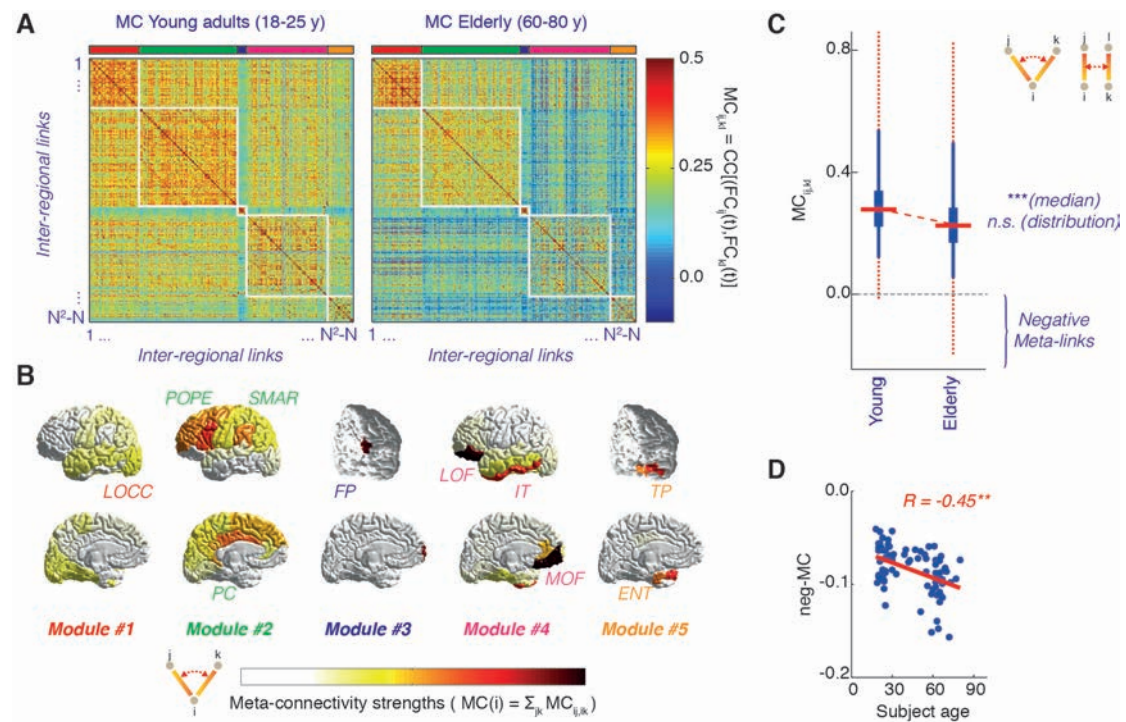 A
MC Young adults (18-25 y)
MC Elderly (60-80 y)
1
...
Inter-regional links
...
N²-N
1 ...
... N²-N
Inter-regional links
1 ...
... N²-N
Inter-regional links
0.5
0.25
0.0
MC_ij,kl = CC[(FC_ij(t),FC_kl(t)]
B
POPE
SMAR
LOCC
FP
LOF
IT
TP
PC
MOF
ENT
Module #1
Module #2
Module #3
Module #4
Module #5
j k
i
Meta-connectivity strengths ( MC(i) = Σ_jk MC_ij,ik)
C
0.8
0.4
0.0
MC_ij,kl
j k
i
j l
i k
***(median)
n.s. (distribution)
Negative
Meta-links
Young
Elderly
D
R = -0.45**
0.0
-0.1
-0.2
neg-MC
0 30 60 90
Subject age